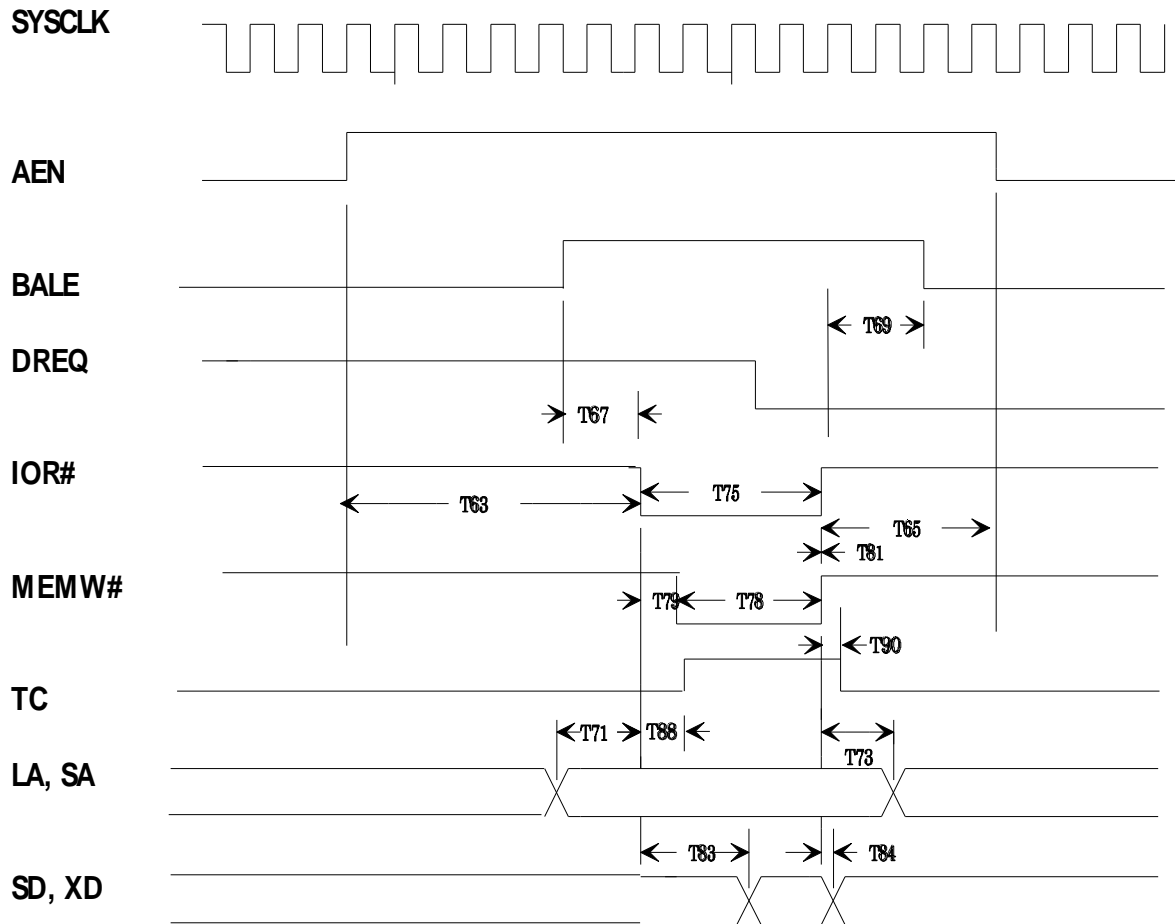 SYSCLK
AEN
BALE
T69
DREQ
T67
IOR#
T75
T63
T65
T81
MEMW#
T79 T78
T90
TC
T71 T88
T73
LA, SA
T83 T84
SD, XD